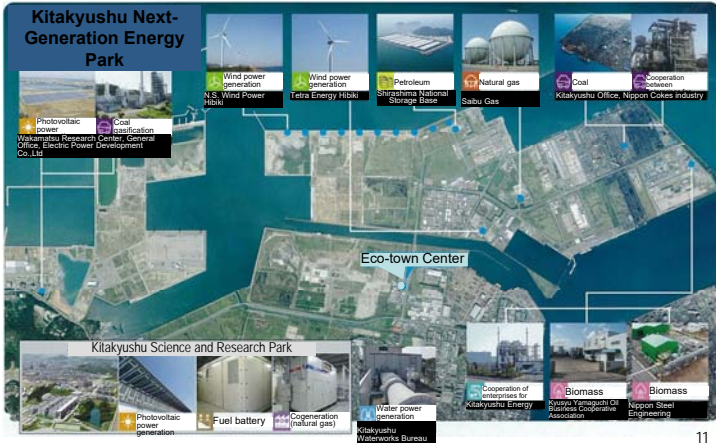 Kitakyushu Next-
Generation Energy
Park
Photovoltaic
power
Coal
gasification
Wakamatsu Research Center, General
Office, Electric Power Development
Co.,Ltd
Wind power
generation
N.S. Wind Power
Hibiki
Wind power
generation
Tetra Energy Hibiki
Petroleum
Shirashima National
Storage Base
Natural gas
Saibu Gas
Coal
Cooperation
between
Kitakyushu Office, Nippon Cokes industry
Eco-town Center
Kitakyushu Science and Research Park
Photovoltaic
power
generation
Fuel battery
Cogeneration
(natural gas)
Water power
generation
Kitakyushu
Waterworks Bureau
Cooperation of
enterprises for
Kitakyushu Energy
Biomass
Kyusyu Yamaguchi Oil
Business Cooperative
Association
Biomass
Nippon Steel
Engineering
11